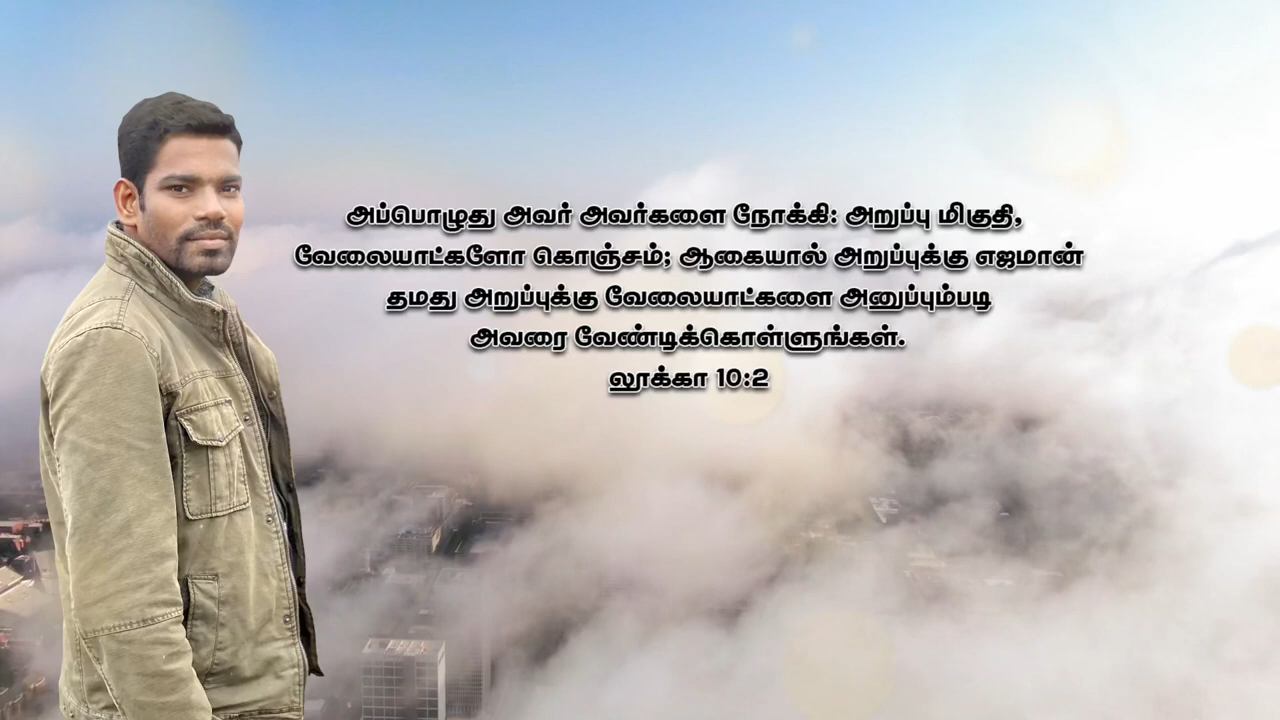 அப்பொழுது அவர் அவர்களை நோக்கி: அறுப்பு மிகுதி,
வேலையாட்களோ கொஞ்சம்; ஆகையால் அறுப்புக்கு எஜமான்
தமது அறுப்புக்கு வேலையாட்களை அனுப்பும்படி
அவரை வேண்டிக்கொள்ளுங்கள்.
லூக்கா 10:2